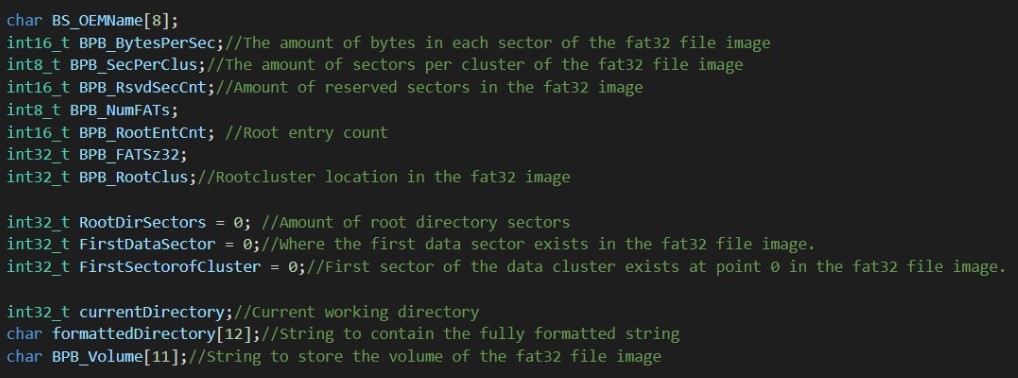 char BS_OEMName[8];
int16_t BPB_BytesPerSec;//The amount of bytes in each sector of the fat32 file image
int8_t BPB_SecPerClus;//The amount of sectors per cluster of the fat32 file image
int16_t BPB_RsvdSecCnt;//Amount of reserved sectors in the fat32 image
int8_t BPB_NumFATs;
int16_t BPB_RootEntCnt; //Root entry count
int32_t BPB_FATSz32;
int32_t BPB_RootClus;//Rootcluster location in the fat32 image
int32_t RootDirSectors = 0; //Amount of root directory sectors
int32_t FirstDataSector = 0;//Where the first data sector exists in the fat32 file image.
int32_t FirstSectorofCluster = 0;//First sector of the data cluster exists at point 0 in the fat32 file image.
int32_t currentDirectory;//Current working directory
char formattedDirectory[12];//String to contain the fully formatted string
char BPB_Volume[11];//String to store the volume of the fat32 file image